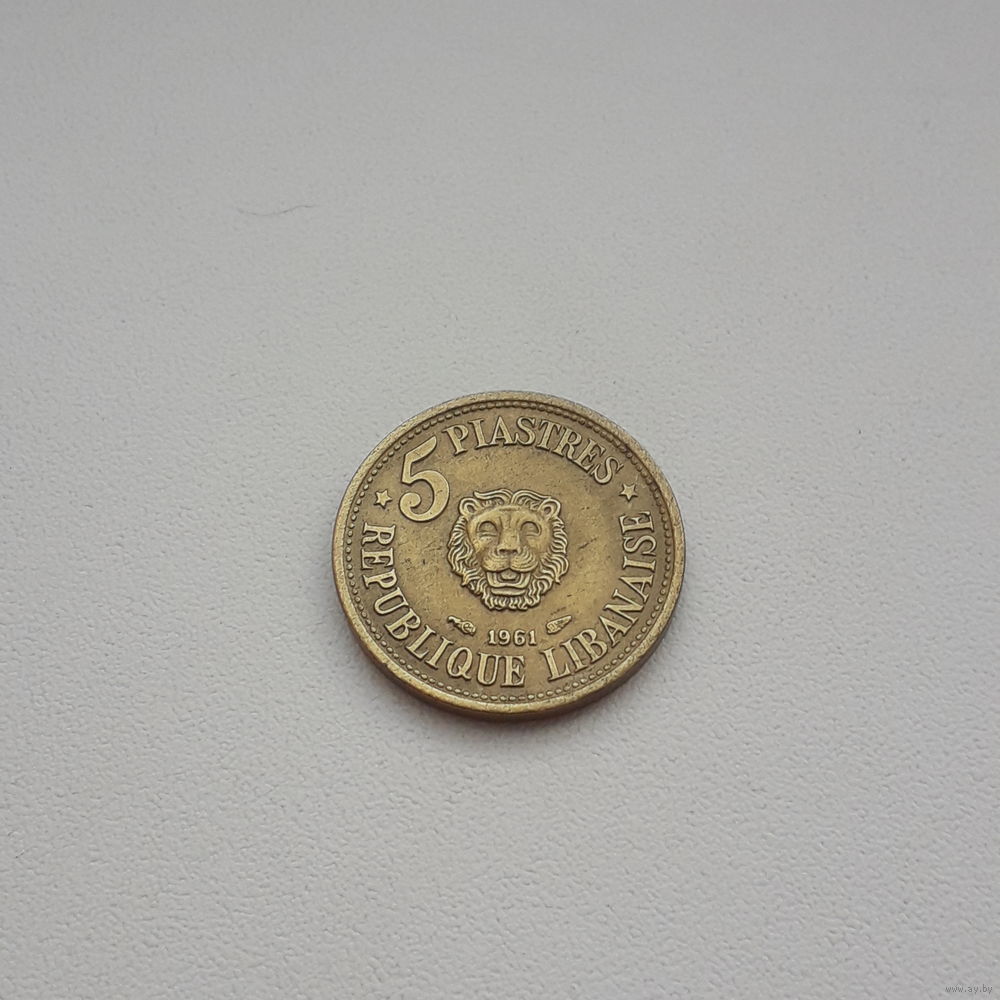 5 PIASTRES
REPUBLIQUE LIBANAISE
1961
www.ay.by